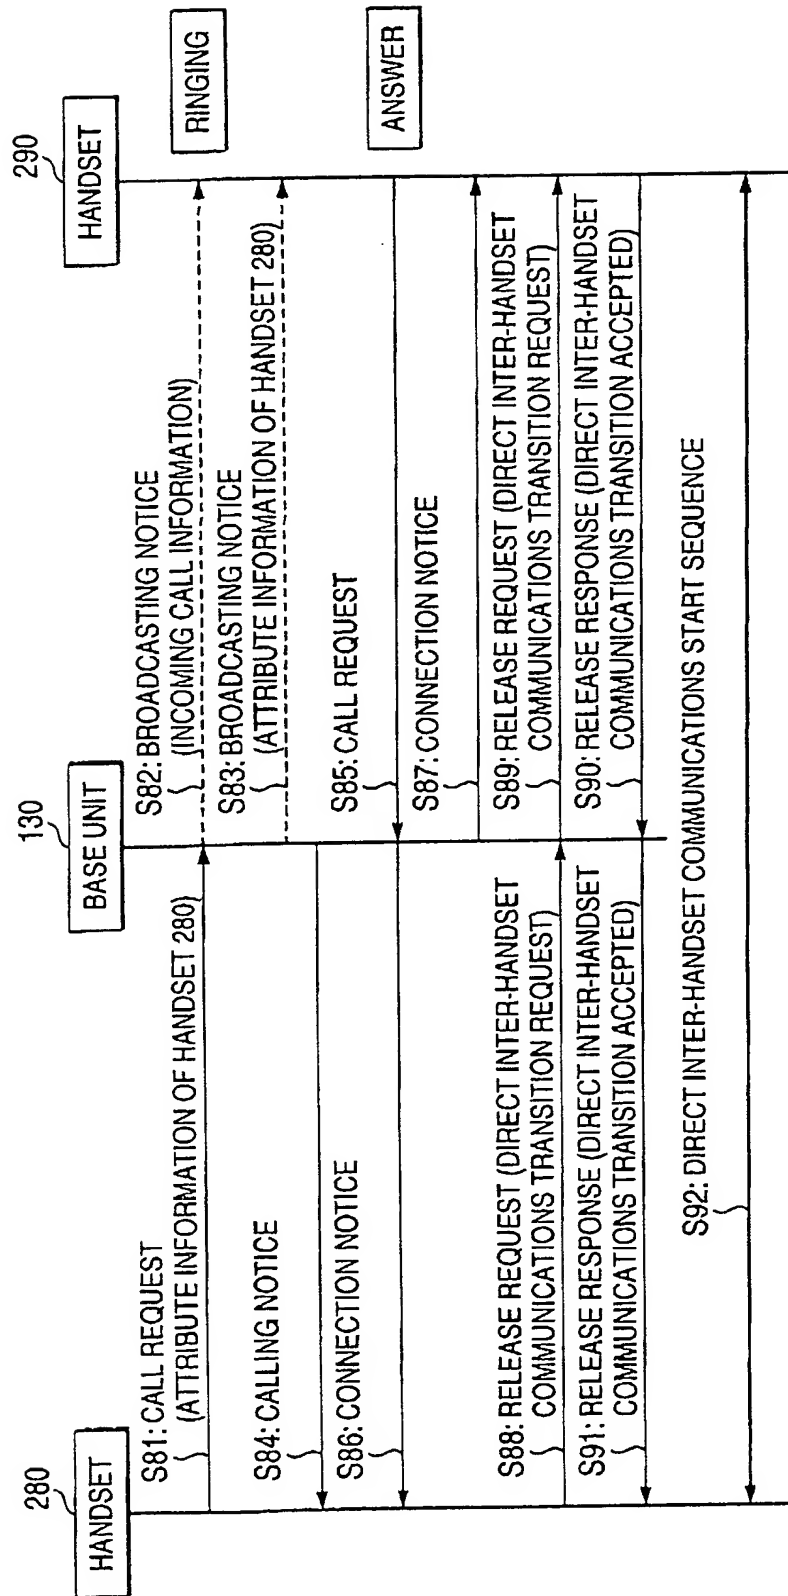 280
HANDSET
130
BASE UNIT
290
HANDSET
S81: CALL REQUEST
(ATTRIBUTE INFORMATION OF HANDSET 280)
S82: BROADCASTING NOTICE
(INCOMING CALL INFORMATION)
RINGING
S83: BROADCASTING NOTICE
(ATTRIBUTE INFORMATION OF HANDSET 280)
S84: CALLING NOTICE
S85: CALL REQUEST
ANSWER
S86: CONNECTION NOTICE
S87: CONNECTION NOTICE
S88: RELEASE REQUEST (DIRECT INTER-HANDSET
COMMUNICATIONS TRANSITION REQUEST)
S89: RELEASE REQUEST (DIRECT INTER-HANDSET
COMMUNICATIONS TRANSITION REQUEST)
S90: RELEASE RESPONSE (DIRECT INTER-HANDSET
COMMUNICATIONS TRANSITION ACCEPTED)
S91: RELEASE RESPONSE (DIRECT INTER-HANDSET
COMMUNICATIONS TRANSITION ACCEPTED)
S92: DIRECT INTER-HANDSET COMMUNICATIONS START SEQUENCE